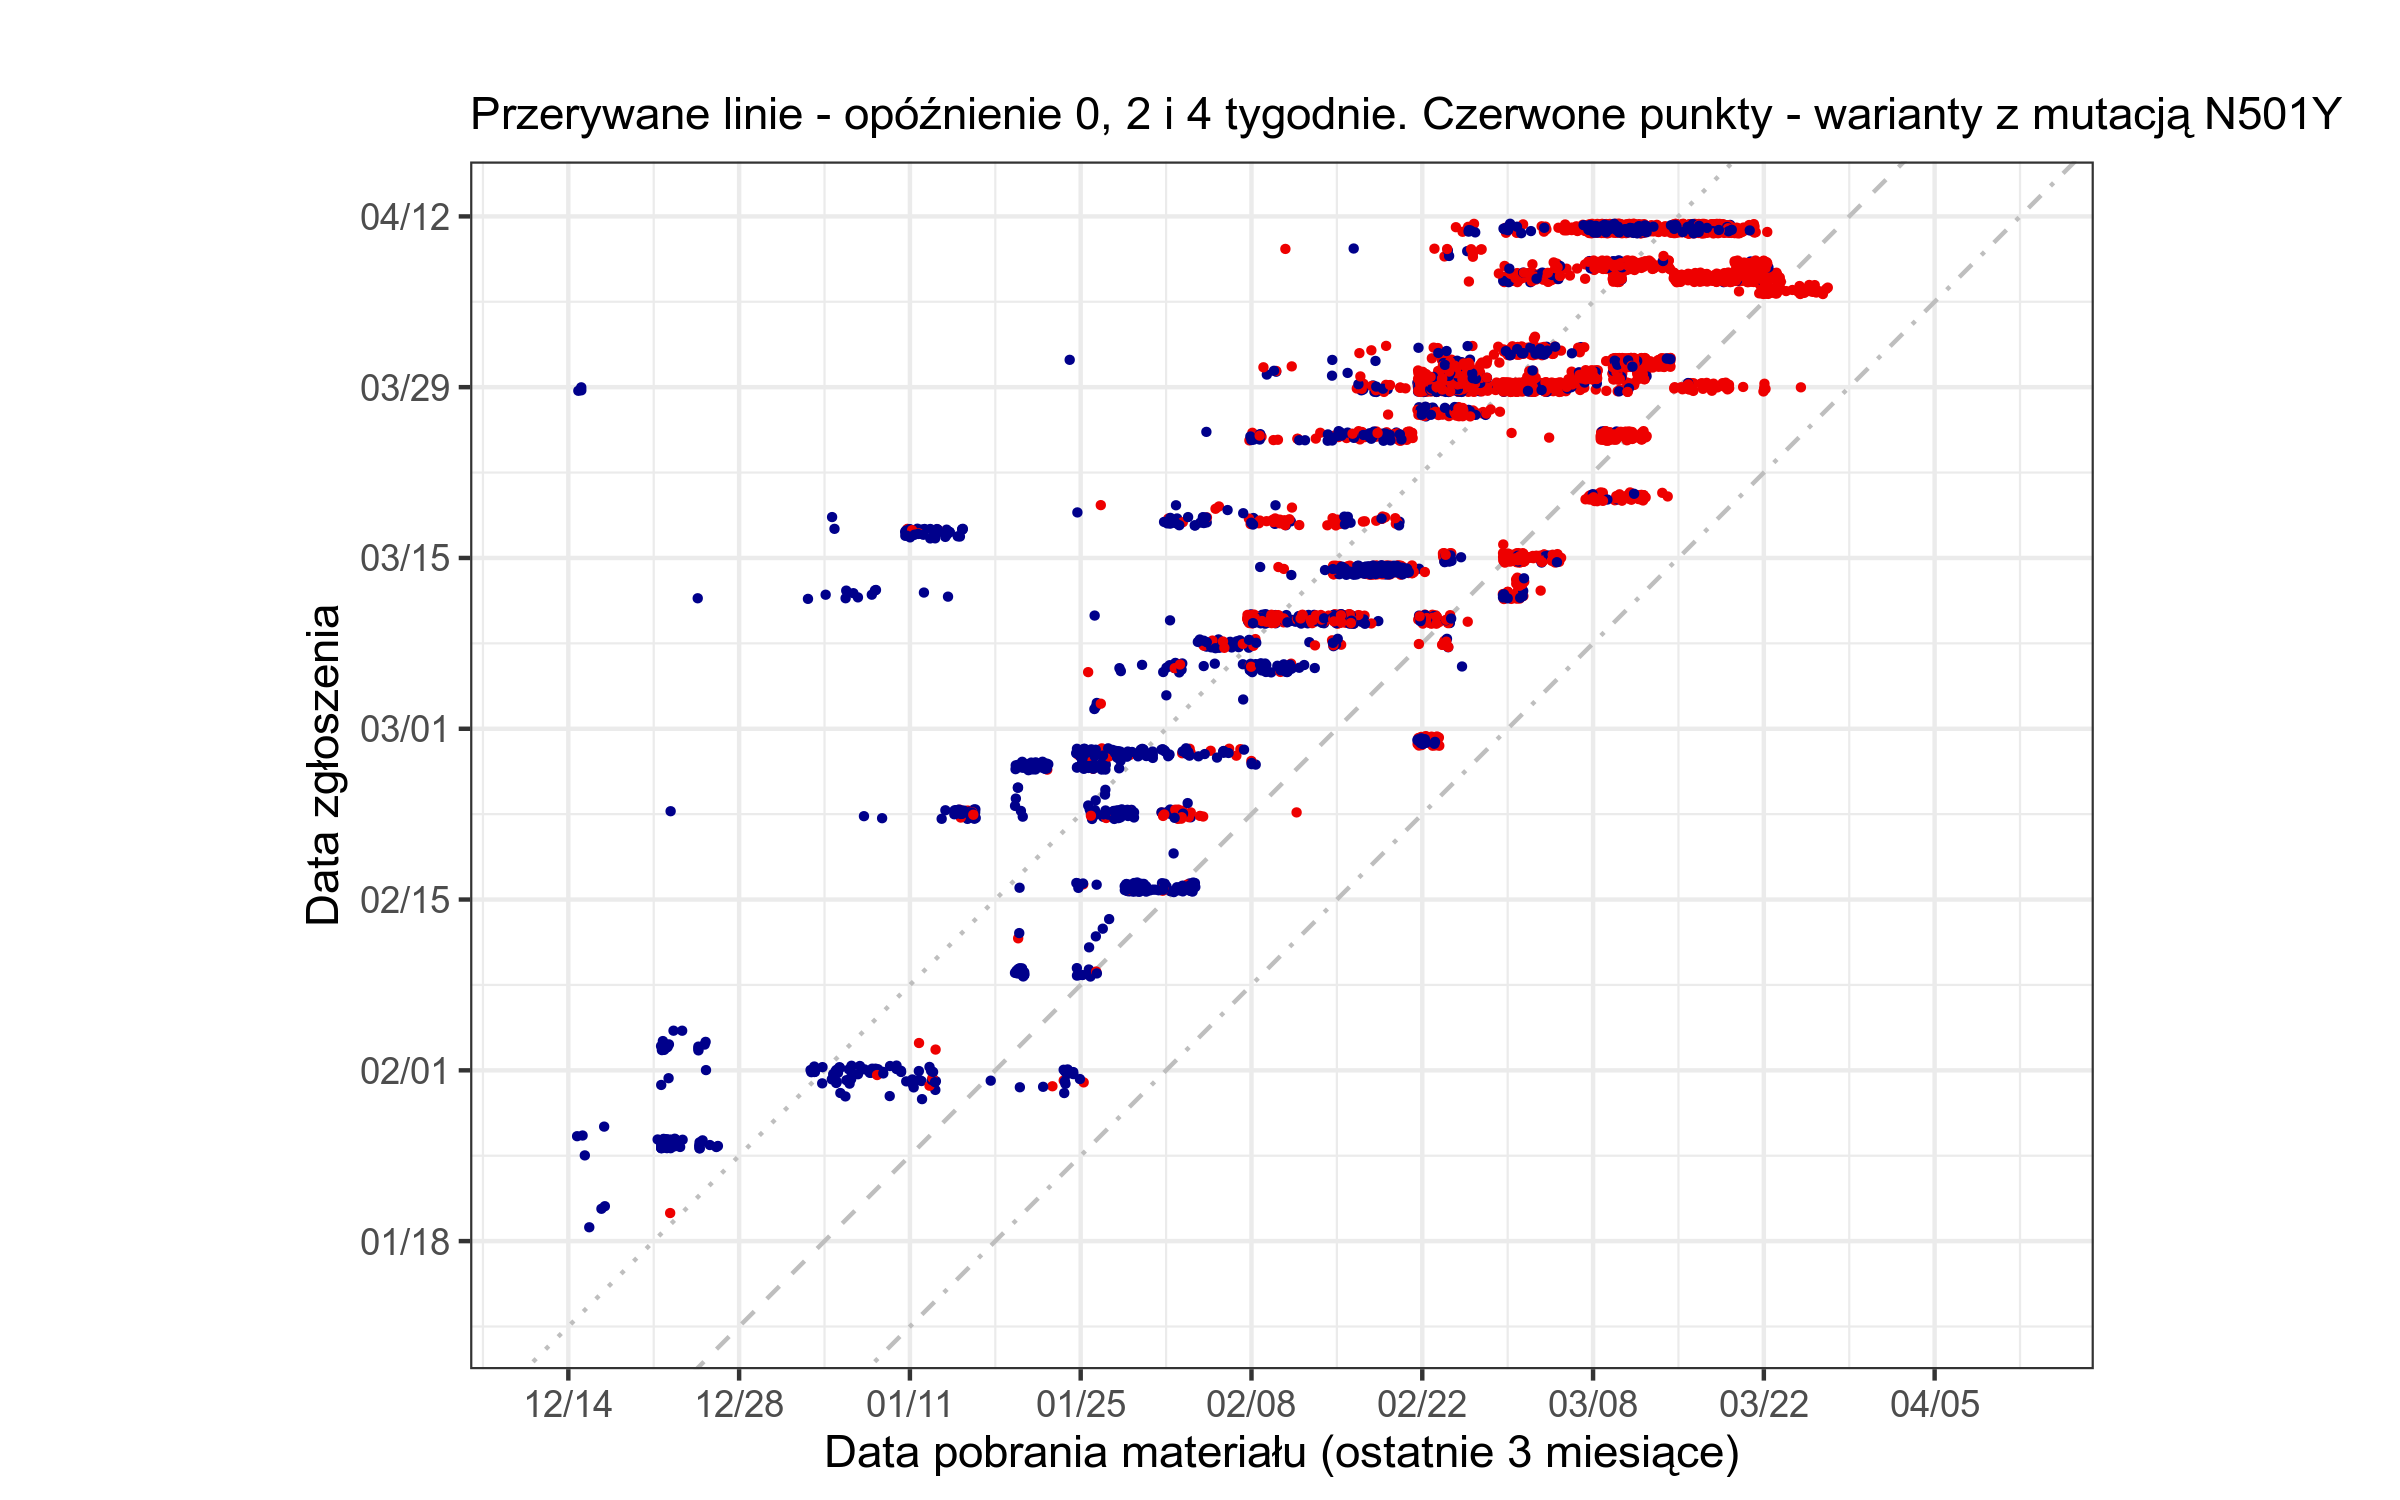 Przerywane linie - opóźnienie 0, 2 i 4 tygodnie. Czerwone punkty - warianty z mutacją N501Y
Data zgłoszenia
04/12
03/29
03/15
03/01
02/15
02/01
01/18
12/14 12/28 01/11 01/25 02/08 02/22 03/08 03/22 04/05
Data pobrania materiału (ostatnie 3 miesiące)